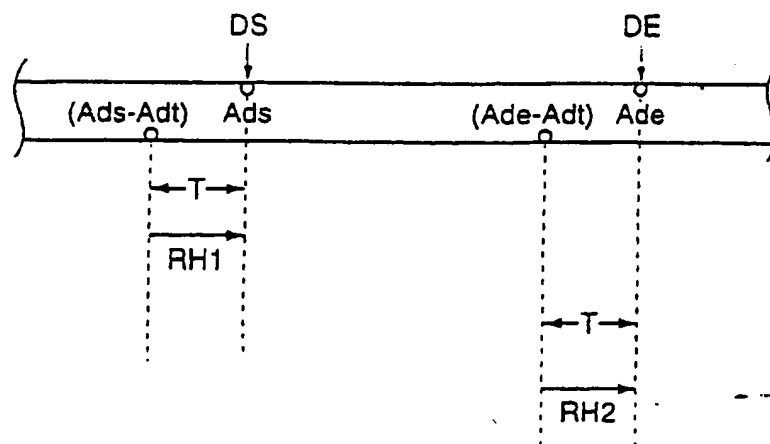 DS DE
(Ads-Adt) Ads (Ade-Adt) Ade
T
RH1
T
RH2